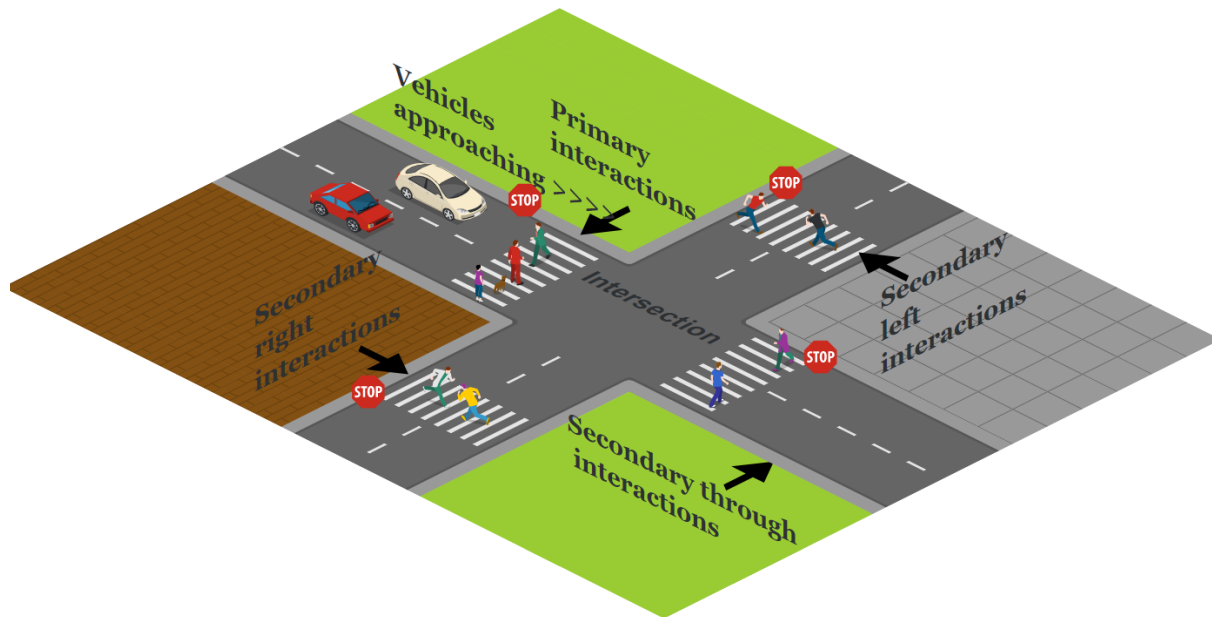 Vehicles
approaching >>>>
Primary
interactions
STOP
STOP
Intersection
Secondary
right
interactions
Secondary
left
interactions
STOP
STOP
Secondary through
interactions